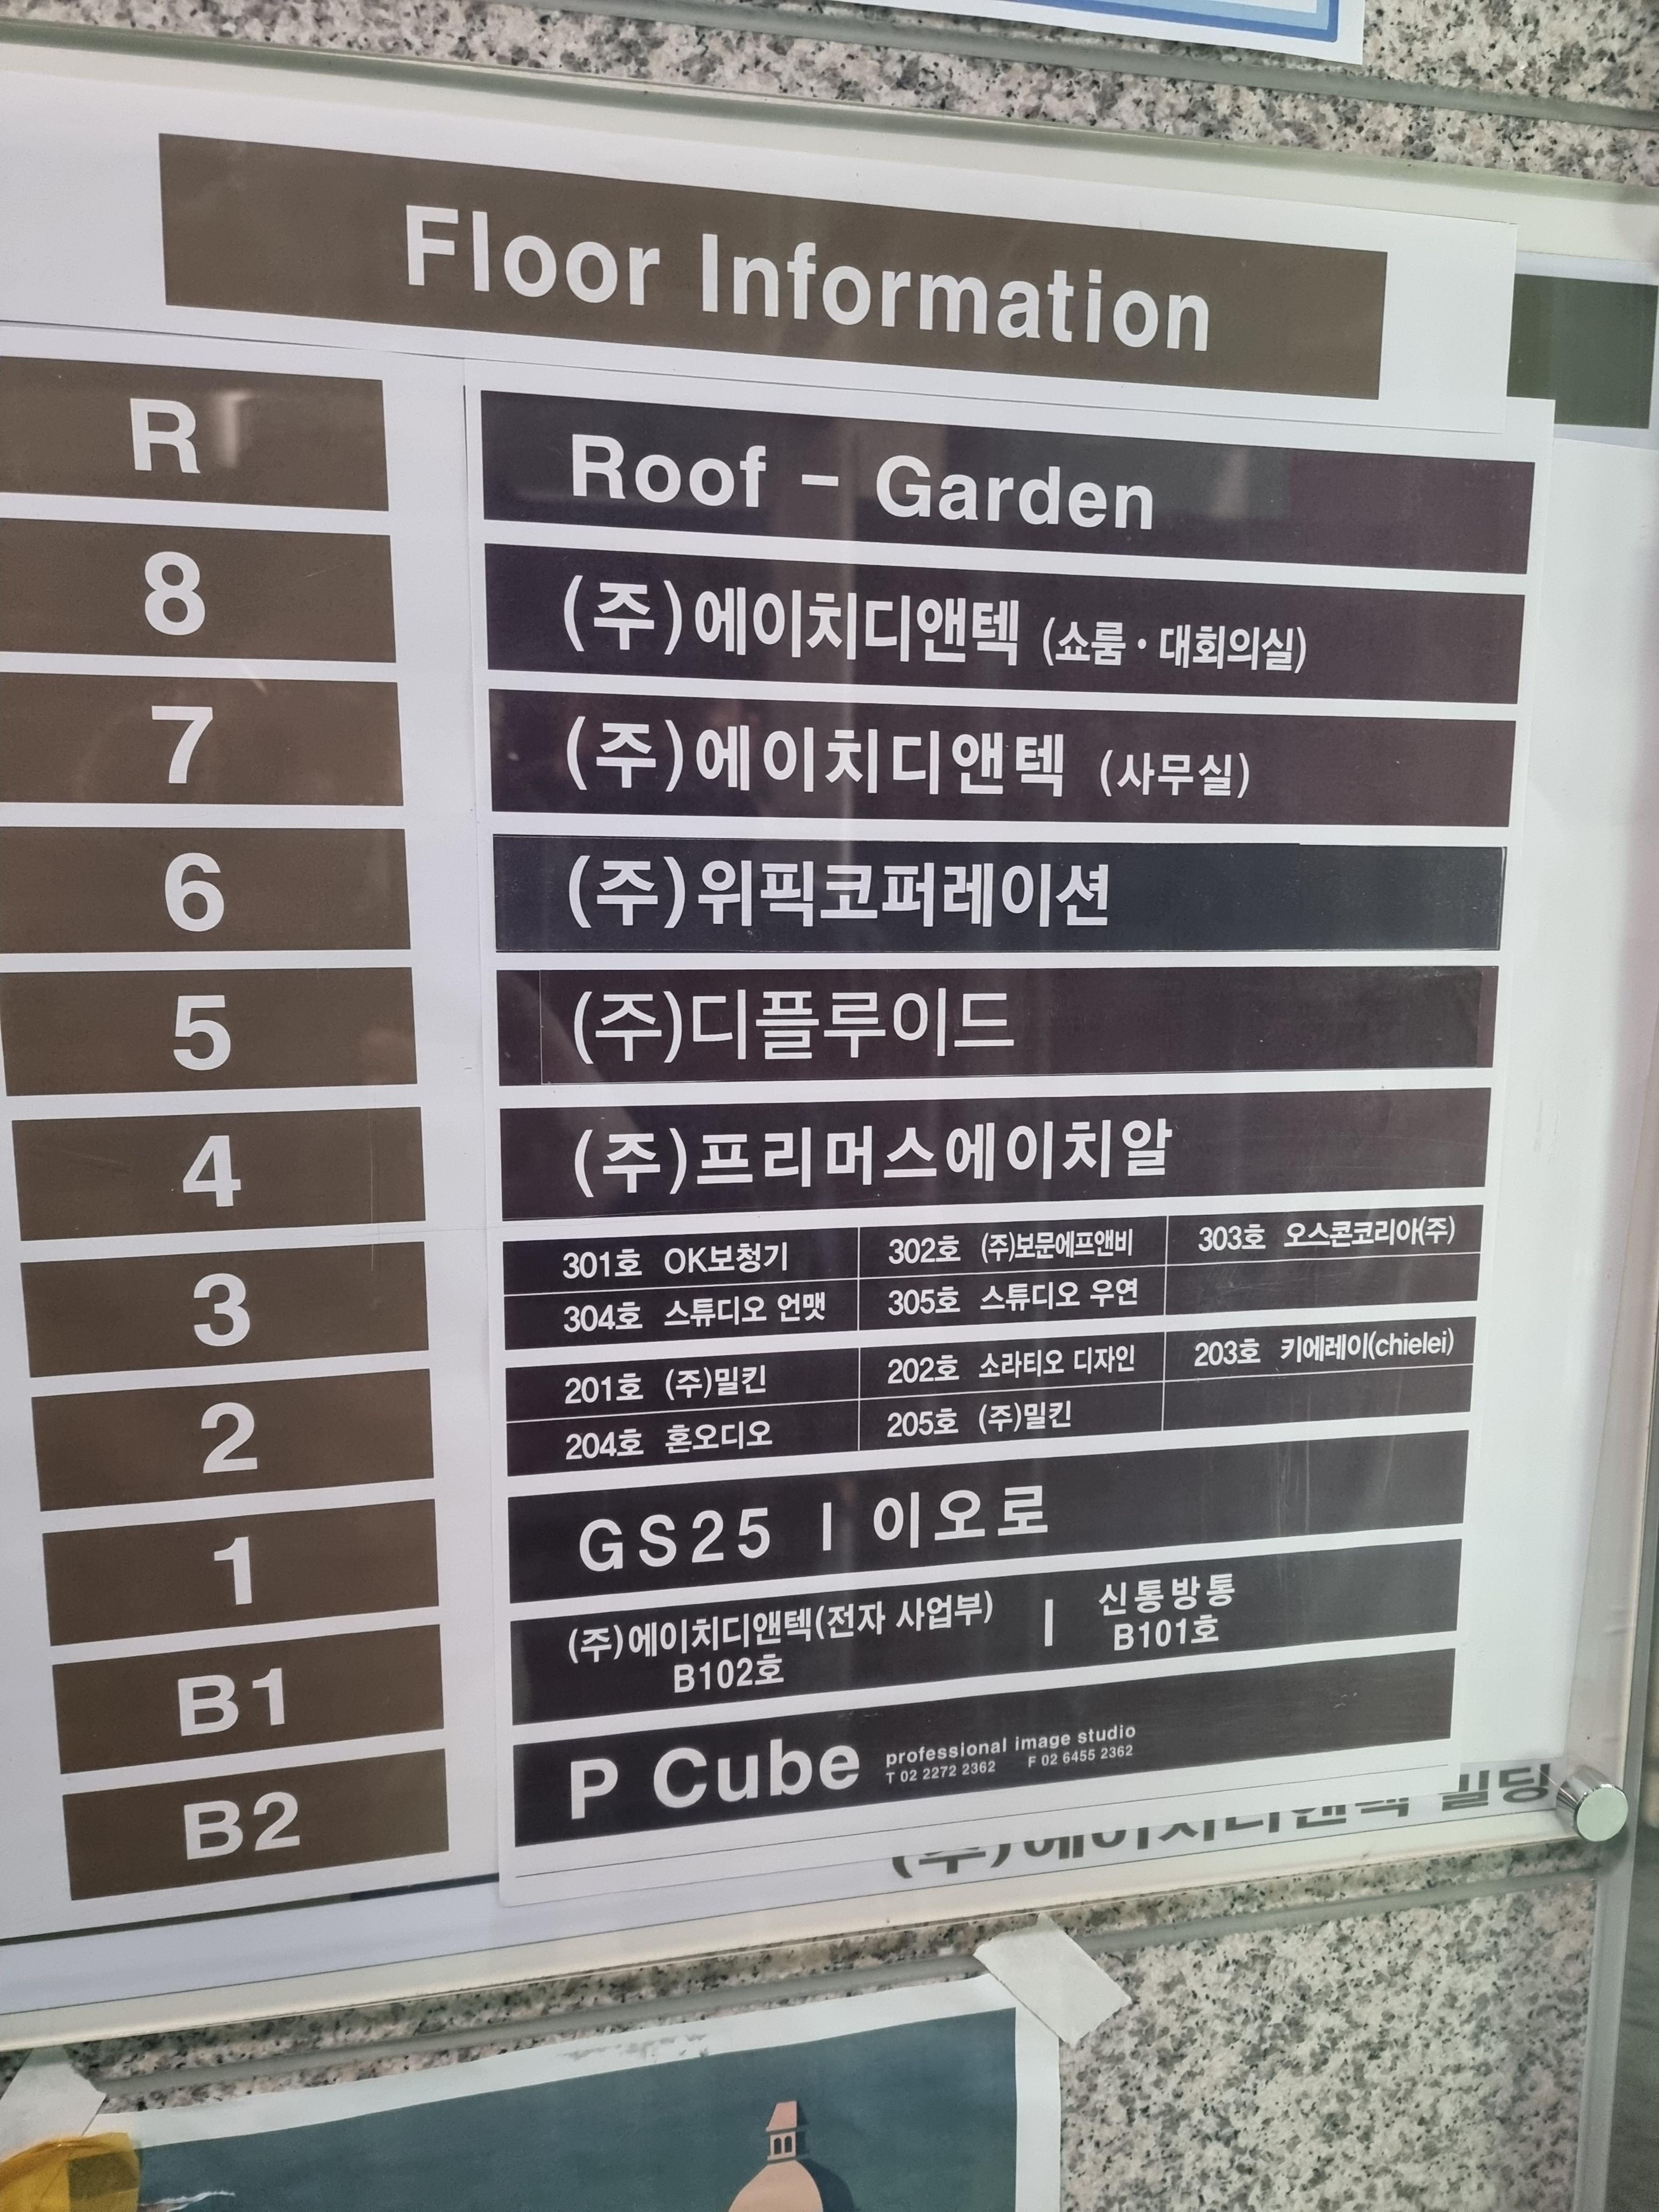 Floor Information
R Roof - Garden
8 (주)에이치디앤텍 (쇼룸·대회의실)
7 (주)에이치디앤텍 (사무실)
6 (주)위픽코퍼레이션
5 (주)디플루이드
4 (주)프리머스에이치알
3
301호 OK보청기 302호 (주)보문에프앤비 303호 오스콘코리아(주)
304호 스튜디오 언맷 305호 스튜디오 우연
2
201호 (주)밀킨 202호 소라티오 디자인 203호 키에레이(chielei)
204호 혼오디오 205호 (주)밀킨
1 GS25 | 이오로
B1
(주)에이치디앤텍(전자 사업부) | 신통방통
B102호 B101호
B2 P Cube professional image studio
T 02 2272 2362 F 02 6455 2362
(주)에이치디앤텍 빌딩